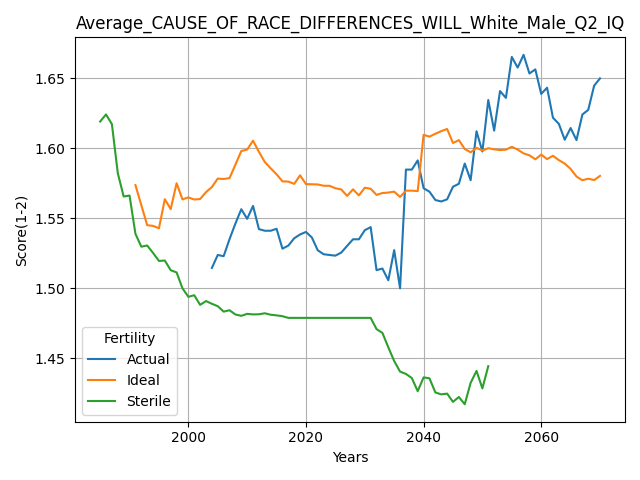 Average_CAUSE_OF_RACE_DIFFERENCES_WILL_White_Male_Q2_IQ
Score(1-2)
1.65
1.60
1.55
1.50
1.45
Fertility
Actual
Ideal
Sterile
2000 2020 2040 2060
Years